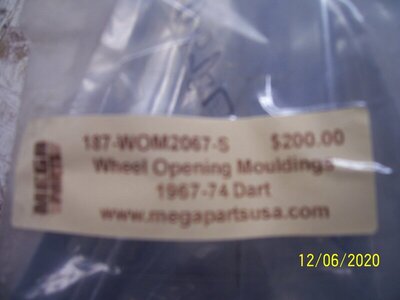 MEGA
PARTS
187-WOM2067-S $200.00
Wheel Opening Mouldings
1967-74 Dart
www.megapartsusa.com
12/06/2020